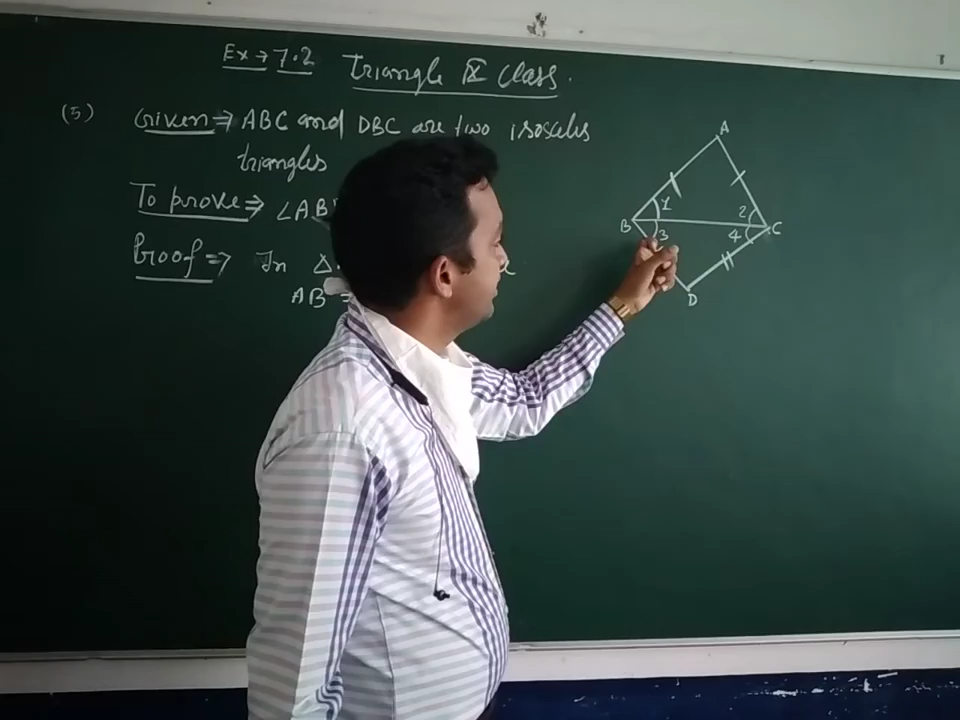 Ex → 7.2 Triangle IX Class.
(5) Given ⇒ ABC and DBC are two isosceles
triangles
To prove ⇒ ∠AB
Proof ⇒ In Δ
AB =
A
B 1 2 C
3 4
D